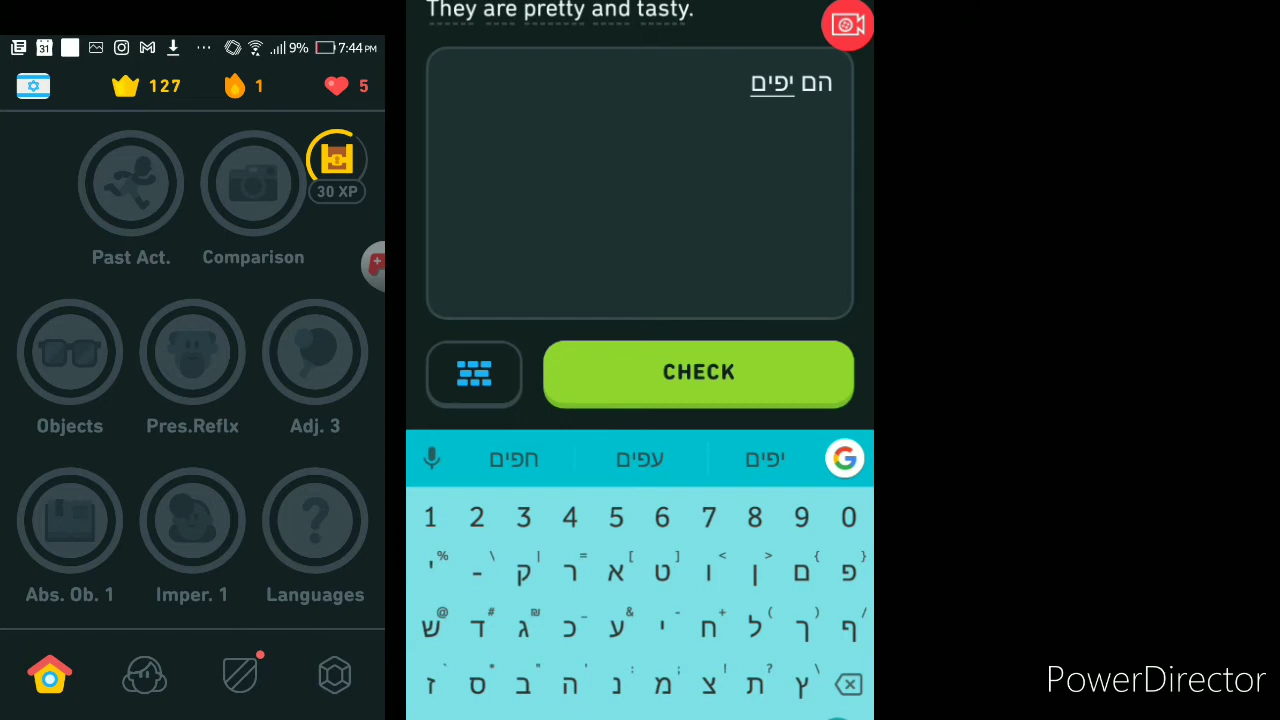 31 9% 7:44 PM
127 1 5
30 XP
Past Act. Comparison
Objects Pres.Reflx Adj. 3
Abs. Ob. 1 Imper. 1 Languages
They are pretty and tasty.
הם יפים
CHECK
חפים עפים יפים
1 2 3 4 5 6 7 8 9 0
' - ק ר א ט ו ן ם פ
ש ד ג כ ע י ח ל ך ף
ז ס ב ה נ מ צ ת ץ
PowerDirector